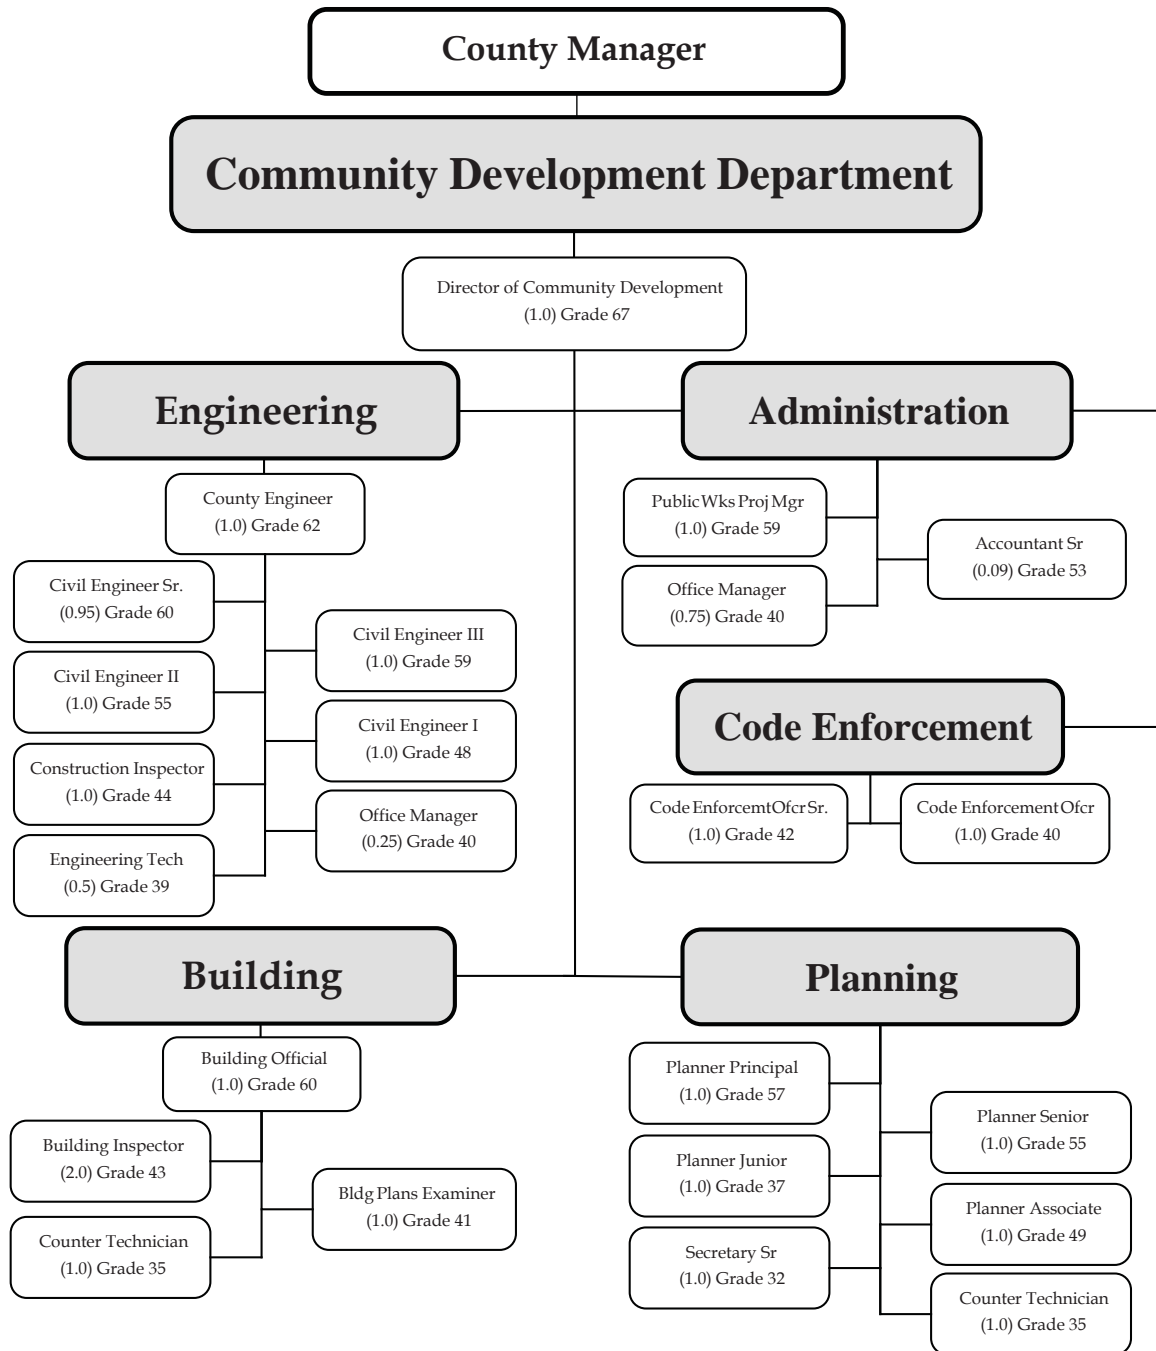 County Manager
Community Development Department
Director of Community Development
(1.0) Grade 67
Engineering
County Engineer
(1.0) Grade 62
Civil Engineer Sr.
(0.95) Grade 60
Civil Engineer III
(1.0) Grade 59
Civil Engineer II
(1.0) Grade 55
Civil Engineer I
(1.0) Grade 48
Construction Inspector
(1.0) Grade 44
Office Manager
(0.25) Grade 40
Engineering Tech
(0.5) Grade 39
Administration
Public Wks Proj Mgr
(1.0) Grade 59
Accountant Sr
(0.09) Grade 53
Office Manager
(0.75) Grade 40
Code Enforcement
Code Enforcemt Ofcr Sr.
(1.0) Grade 42
Code Enforcement Ofcr
(1.0) Grade 40
Building
Building Official
(1.0) Grade 60
Building Inspector
(2.0) Grade 43
Bldg Plans Examiner
(1.0) Grade 41
Counter Technician
(1.0) Grade 35
Planning
Planner Principal
(1.0) Grade 57
Planner Senior
(1.0) Grade 55
Planner Junior
(1.0) Grade 37
Planner Associate
(1.0) Grade 49
Secretary Sr
(1.0) Grade 32
Counter Technician
(1.0) Grade 35